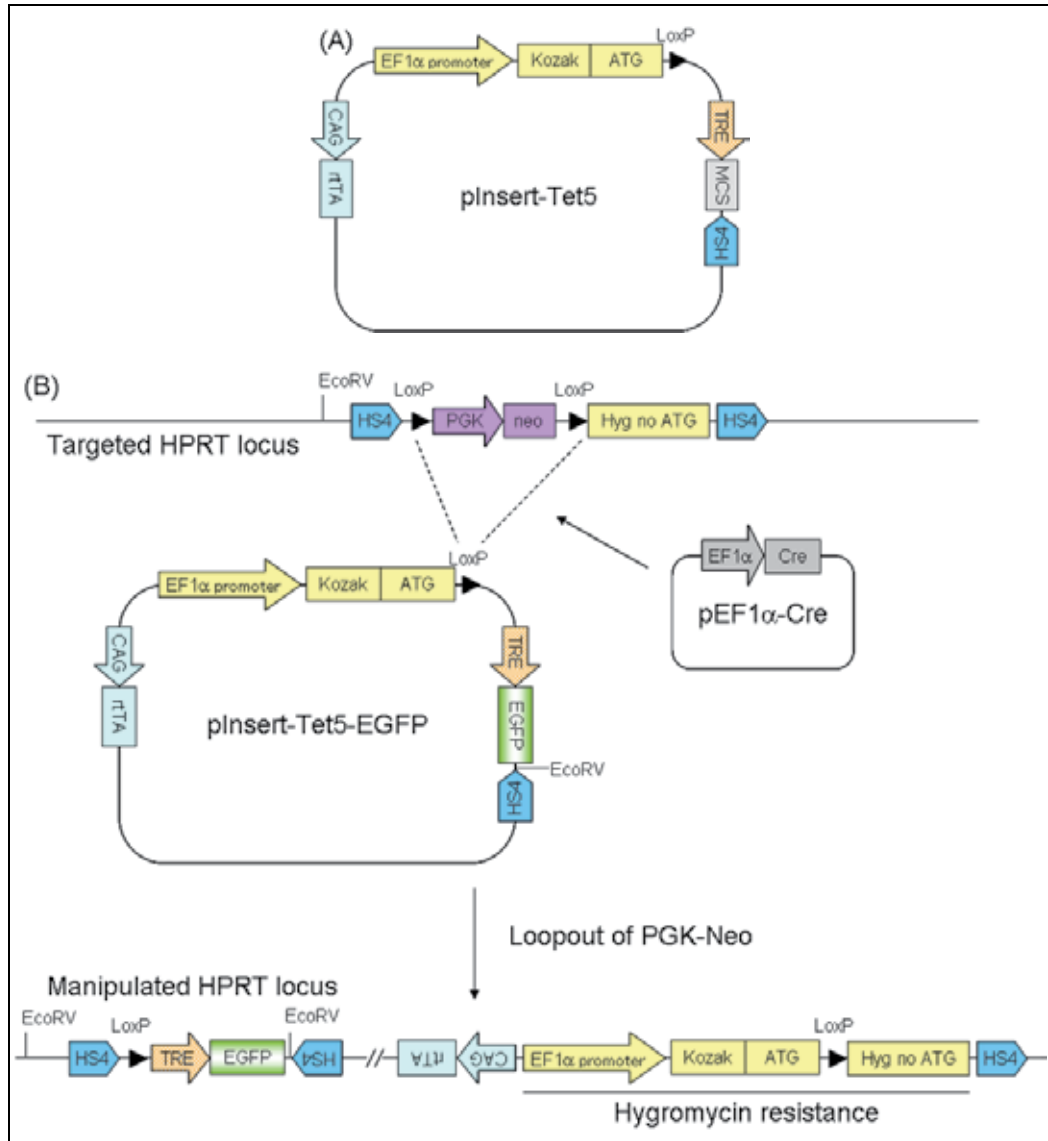 (A)
LoxP
EF1α promoter
Kozak
ATG
CAG
TRE
rtTA
MCS
pInsert-Tet5
HS4
(B)
EcoRV
LoxP
LoxP
HS4
PGK
neo
Hyg no ATG
HS4
Targeted HPRT locus
LoxP
EF1α promoter
Kozak
ATG
EF1α
Cre
pEF1α-Cre
CAG
TRE
rtTA
EGFP
pInsert-Tet5-EGFP
EcoRV
HS4
Loopout of PGK-Neo
Manipulated HPRT locus
EcoRV
LoxP
EcoRV
LoxP
HS4
TRE
EGFP
HS4
//
rtTA
CAG
EF1α promoter
Kozak
ATG
Hyg no ATG
HS4
Hygromycin resistance